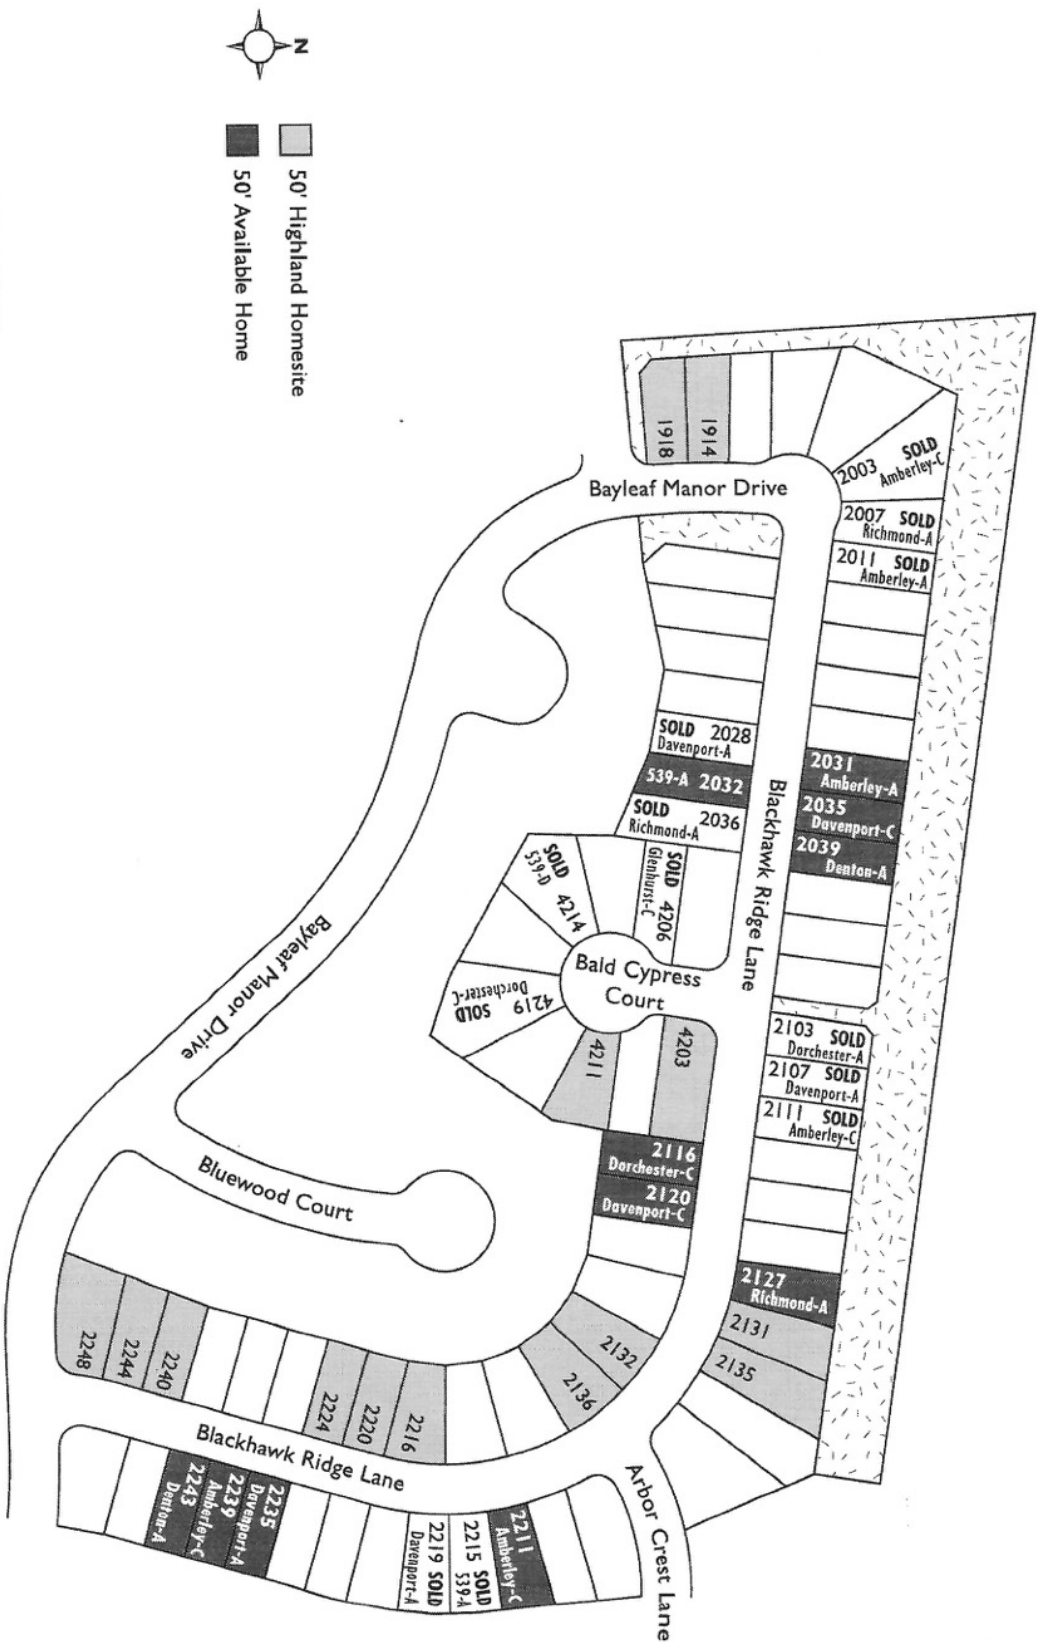 N
50' Highland Homesite
50' Available Home
1918
1914
Bayleaf Manor Drive
2003 SOLD
Amberley-C
2007 SOLD
Richmond-A
2011 SOLD
Amberley-A
SOLD 2028
Davenport-A
539-A 2032
SOLD 2036
Richmond-A
2031
Amberley-A
2035
Davenport-C
2039
Denton-A
Blackhawk Ridge Lane
SOLD 4206
Glenhurst-C
SOLD 4214
539-D
Bald Cypress
Court
4219 SOLD
Dorchester-C
4211
4203
2103 SOLD
Dorchester-A
2107 SOLD
Davenport-A
2111 SOLD
Amberley-C
2116
Dorchester-C
2120
Davenport-C
Bayleaf Manor Drive
Bluewood Court
2127
Richmond-A
2131
2135
2132
2136
2248
2244
2240
2224
2220
2216
Blackhawk Ridge Lane
Arbor Crest Lane
2243
Denton-A
2239
Amberley-C
2235
Davenport-A
2219 SOLD
Davenport-A
2215 SOLD
539-A
2211
Amberley-C